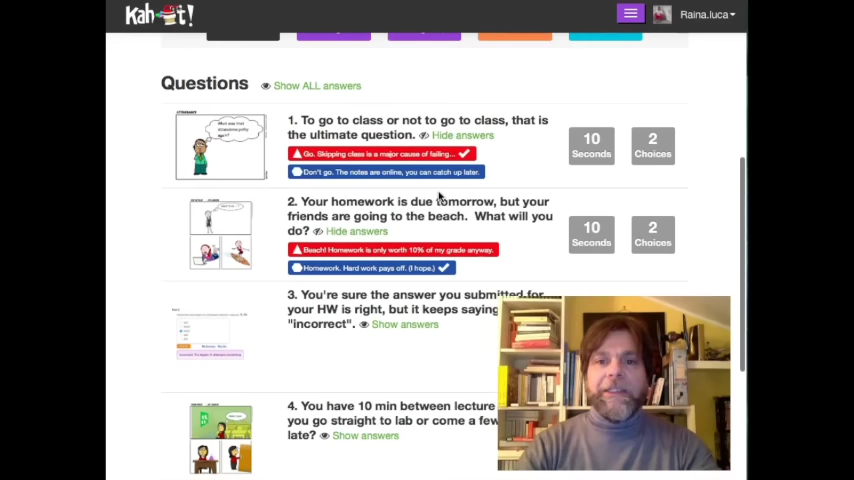 Kahoot!
Raina.luca
Questions
Show ALL answers
1. To go to class or not to go to class, that is
the ultimate question. Hide answers
Go. Skipping class is a major cause of failing...
Don't go. The notes are online, you can catch up later.
10
Seconds
2
Choices
2. Your homework is due tomorrow, but your
friends are going to the beach. What will you
do? Hide answers
Beach! Homework is only worth 10% of my grade anyway.
Homework. Hard work pays off. (I hope.)
10
Seconds
2
Choices
3. You're sure the answer you submitted for
your HW is right, but it keeps saying
"incorrect". Show answers
4. You have 10 min between lecture
you go straight to lab or come a few
late? Show answers